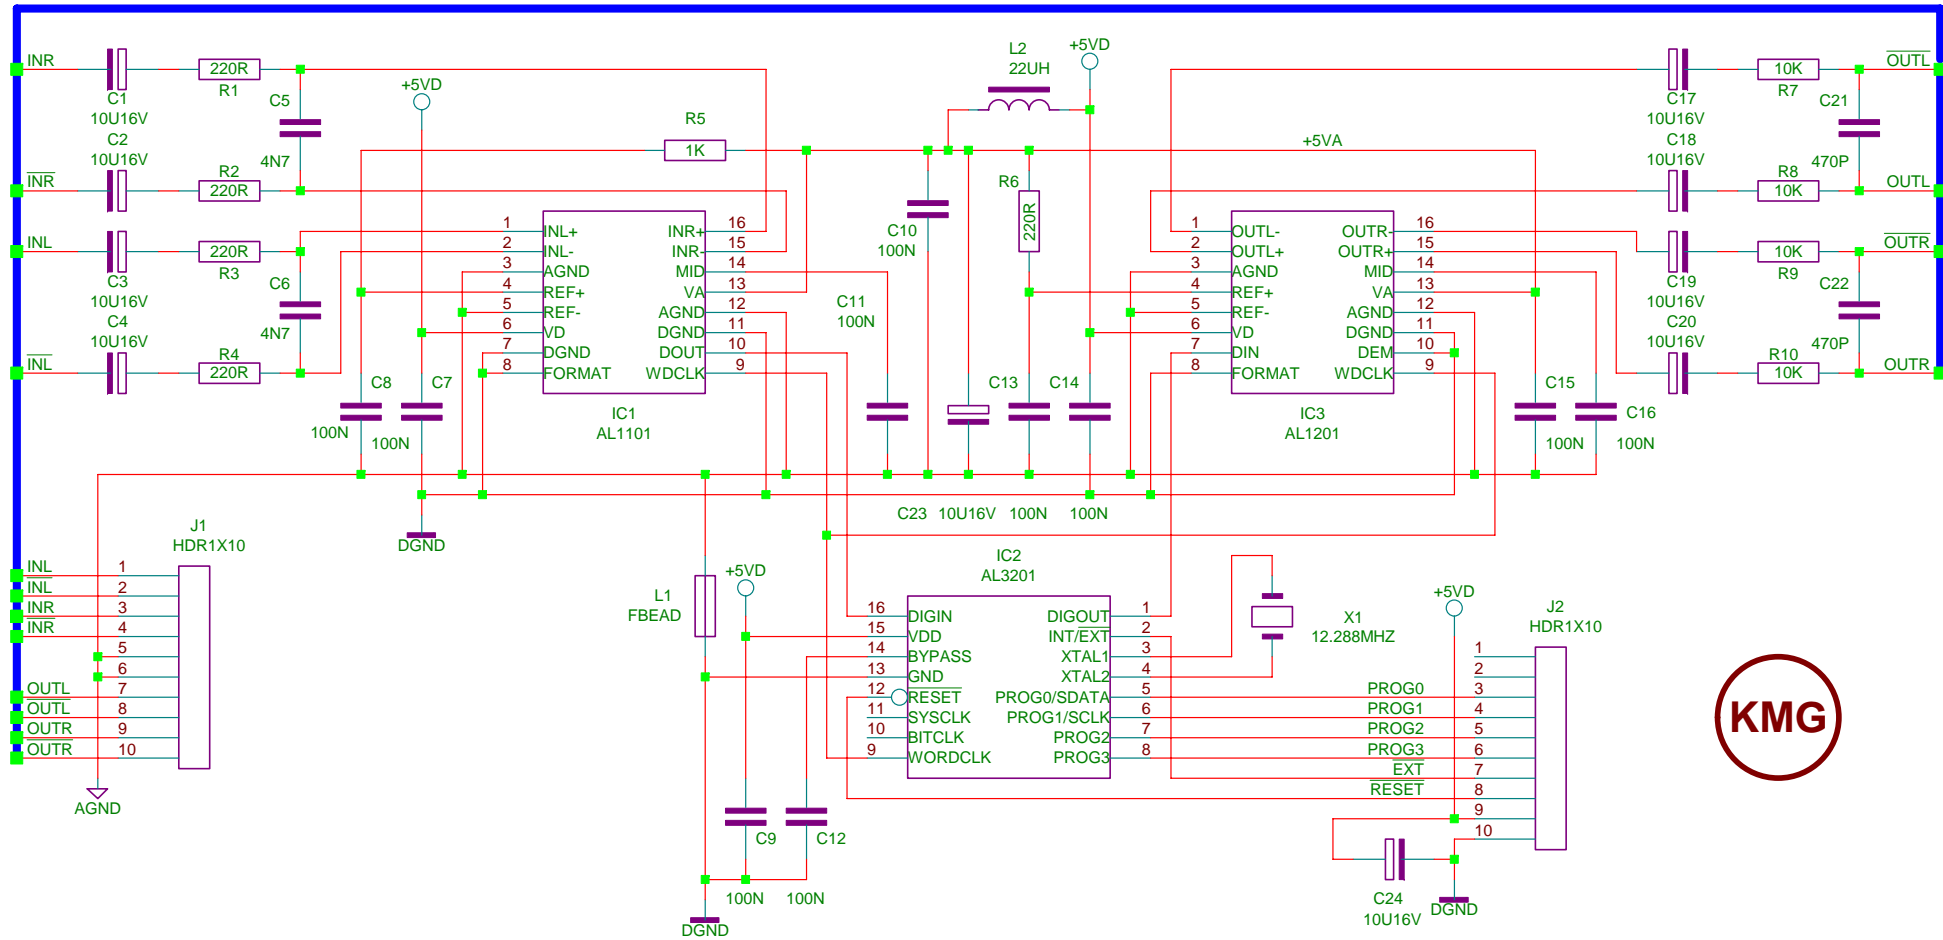 INR
C1
10U16V
C2
10U16V
INR
INL
C3
10U16V
C4
10U16V
INL
220R
R1
R2
220R
220R
R3
R4
220R
C5
4N7
C6
4N7
+5VD
R5
1K
1 INL+
2 INL-
3 AGND
4 REF+
5 REF-
6 VD
7 DGND
8 FORMAT
INR+ 16
INR- 15
MID 14
VA 13
AGND 12
DGND 11
DOUT 10
WDCLK 9
IC1
AL1101
C8
100N
C7
100N
C11
100N
C10
100N
L2
22UH
+5VD
+5VA
R6
220R
C13
C14
C23 10U16V 100N 100N
1 OUTL-
2 OUTL+
3 AGND
4 REF+
5 REF-
6 VD
7 DIN
8 FORMAT
OUTR- 16
OUTR+ 15
MID 14
VA 13
AGND 12
DGND 11
DEM 10
WDCLK 9
IC3
AL1201
C15
100N
C16
100N
C17
10U16V
C18
10U16V
C19
10U16V
C20
10U16V
10K
R7
R8
10K
10K
R9
R10
10K
C21
470P
C22
470P
OUTL
OUTL
OUTR
OUTR
DGND
J1
HDR1X10
INL 1
INL 2
INR 3
INR 4
5
6
OUTL 7
OUTL 8
OUTR 9
OUTR 10
AGND
L1
FBEAD
+5VD
IC2
AL3201
16 DIGIN
15 VDD
14 BYPASS
13 GND
12 RESET
11 SYSCLK
10 BITCLK
9 WORDCLK
DIGOUT 1
INT/EXT 2
XTAL1 3
XTAL2 4
PROG0/SDATA 5
PROG1/SCLK 6
PROG2 7
PROG3 8
C9
100N
C12
100N
DGND
X1
12.288MHZ
+5VD
J2
HDR1X10
1
2
PROG0 3
PROG1 4
PROG2 5
PROG3 6
EXT 7
RESET 8
9
10
C24
10U16V
DGND
KMG